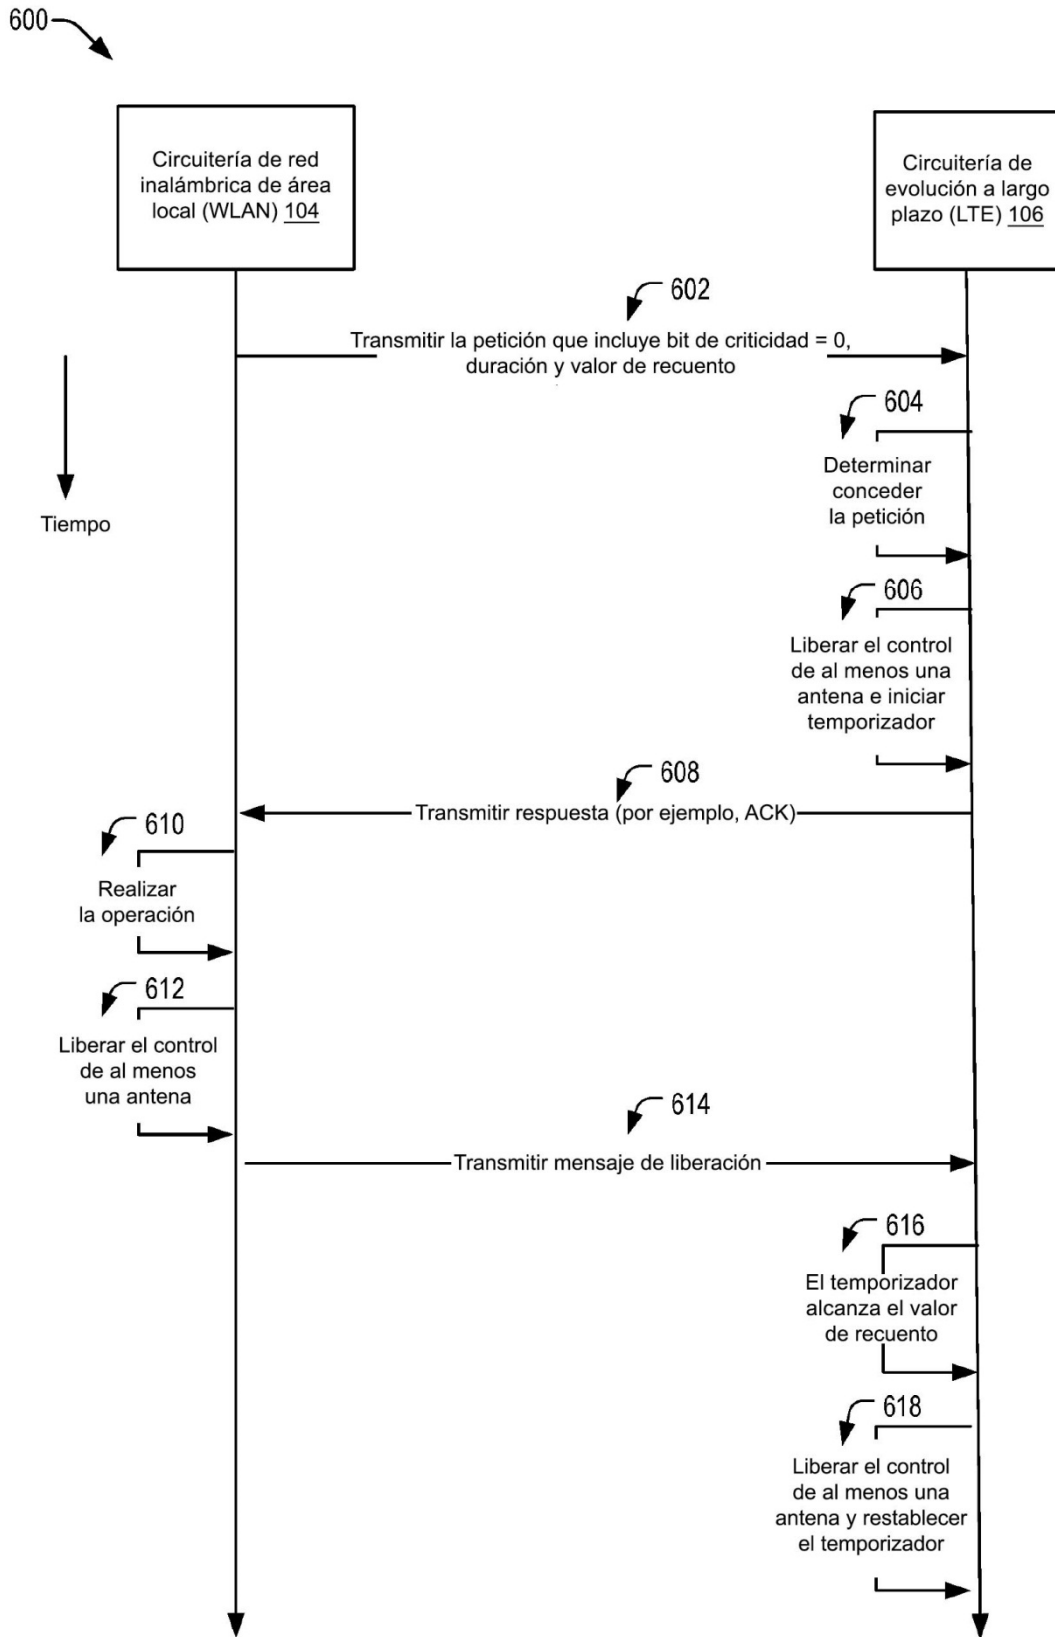 600
Circuitería de red
inalámbrica de área
local (WLAN) 104
Circuitería de
evolución a largo
plazo (LTE) 106
602
Transmitir la petición que incluye bit de criticidad = 0,
duración y valor de recuento
Tiempo
604
Determinar
conceder
la petición
606
Liberar el control
de al menos una
antena e iniciar
temporizador
608
Transmitir respuesta (por ejemplo, ACK)
610
Realizar
la operación
612
Liberar el control
de al menos
una antena
614
Transmitir mensaje de liberación
616
El temporizador
alcanza el valor
de recuento
618
Liberar el control
de al menos una
antena y restablecer
el temporizador